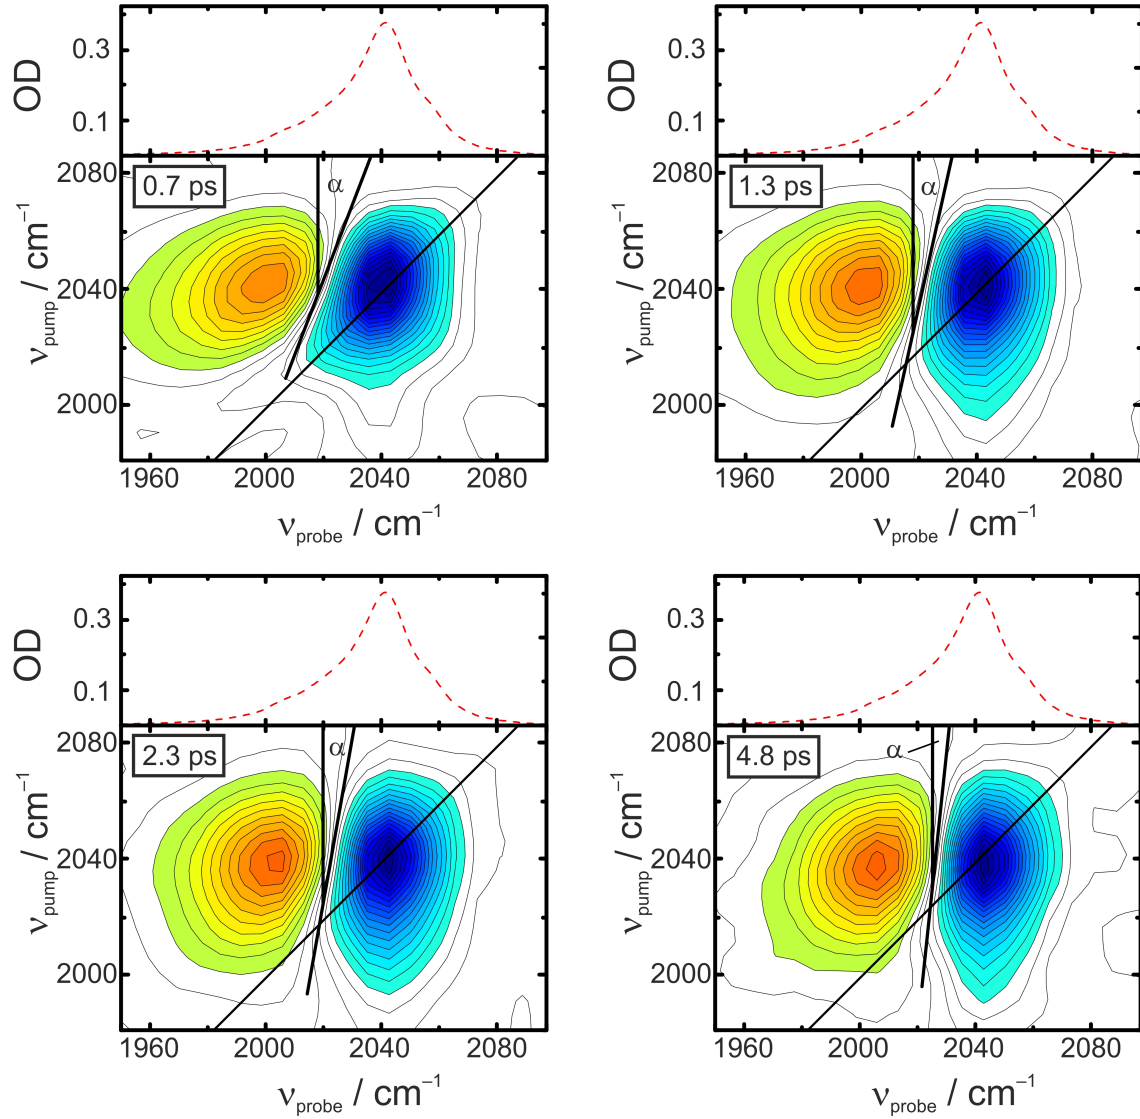 OD
0.3
0.1
0.7 ps
α
2080
2040
2000
ν_pump / cm⁻¹
1960 2000 2040 2080
ν_probe / cm⁻¹
OD
0.3
0.1
1.3 ps
α
2080
2040
2000
ν_pump / cm⁻¹
1960 2000 2040 2080
ν_probe / cm⁻¹
OD
0.3
0.1
2.3 ps
α
2080
2040
2000
ν_pump / cm⁻¹
1960 2000 2040 2080
ν_probe / cm⁻¹
OD
0.3
0.1
4.8 ps
α
2080
2040
2000
ν_pump / cm⁻¹
1960 2000 2040 2080
ν_probe / cm⁻¹